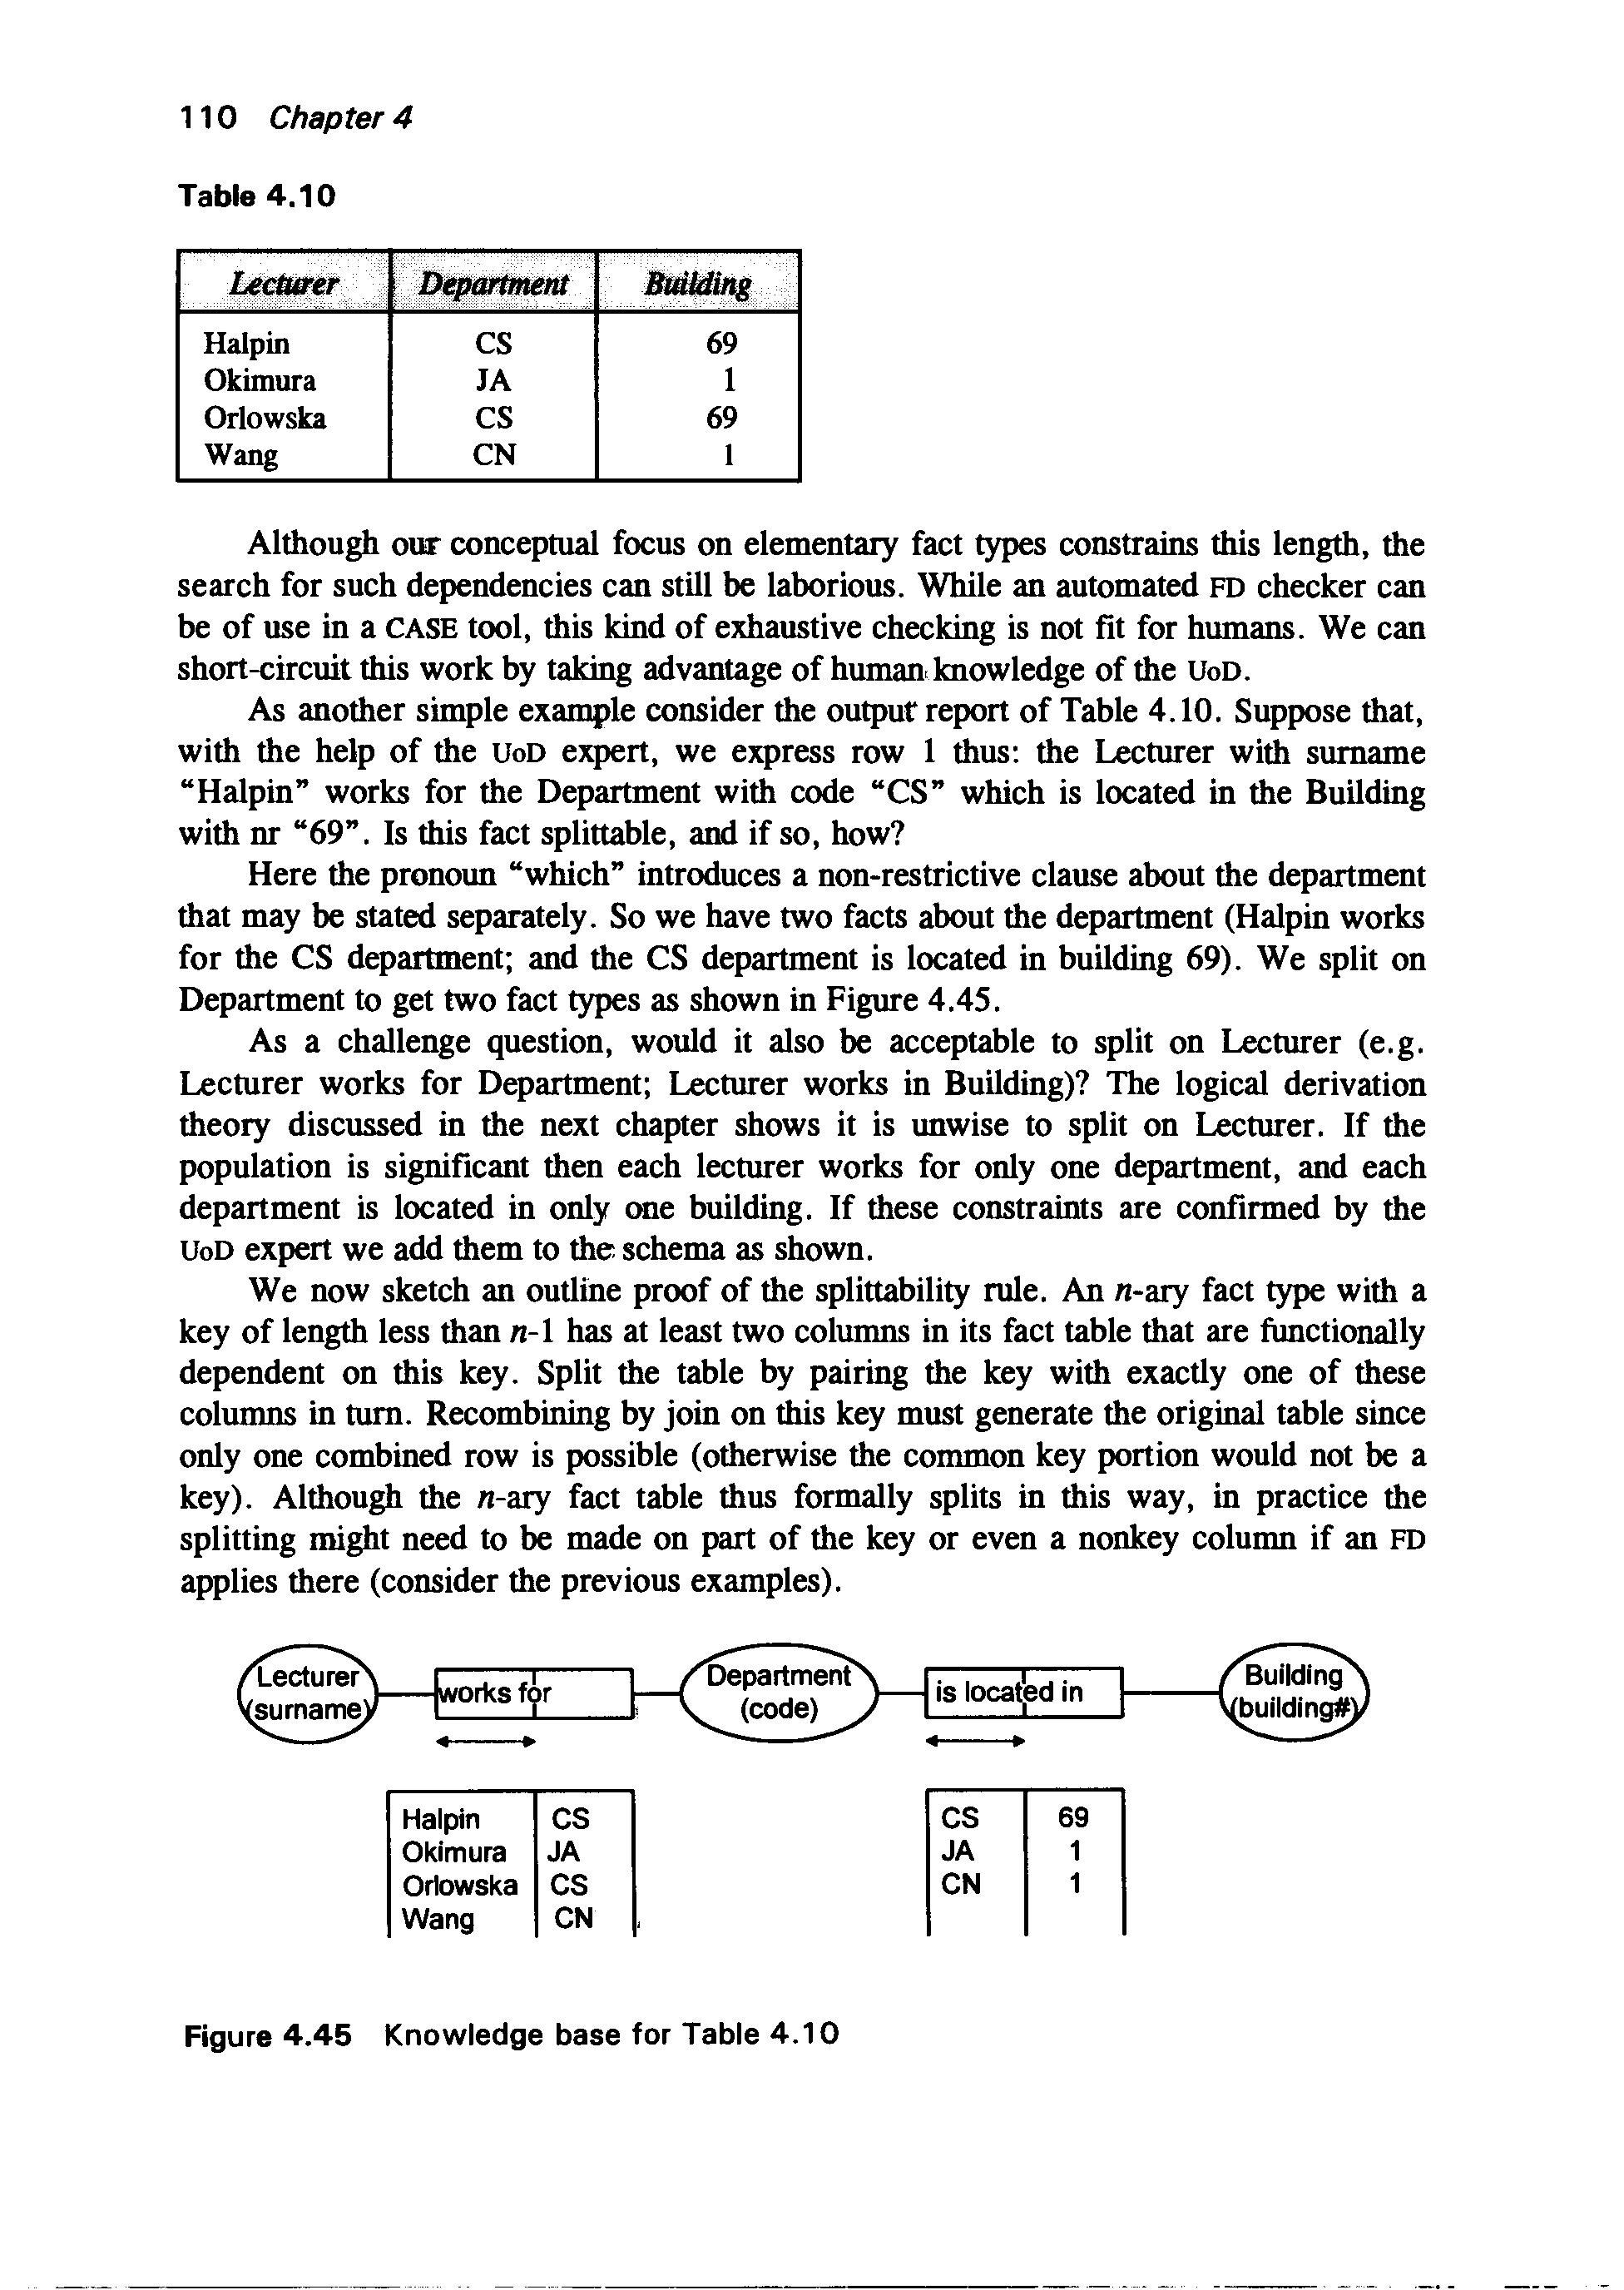 110 Chapter 4
Table 4.10
Lecturer Department Building
Halpin CS 69
Okimura JA 1
Orlowska CS 69
Wang CN 1
Although our conceptual focus on elementary fact types constrains this length, the
search for such dependencies can still be laborious. While an automated FD checker can
be of use in a CASE tool, this kind of exhaustive checking is not fit for humans. We can
short-circuit this work by taking advantage of human knowledge of the UoD.
As another simple example consider the output report of Table 4.10. Suppose that,
with the help of the UoD expert, we express row 1 thus: the Lecturer with surname
“Halpin” works for the Department with code “CS” which is located in the Building
with nr “69”. Is this fact splittable, and if so, how?
Here the pronoun “which” introduces a non-restrictive clause about the department
that may be stated separately. So we have two facts about the department (Halpin works
for the CS department; and the CS department is located in building 69). We split on
Department to get two fact types as shown in Figure 4.45.
As a challenge question, would it also be acceptable to split on Lecturer (e.g.
Lecturer works for Department; Lecturer works in Building)? The logical derivation
theory discussed in the next chapter shows it is unwise to split on Lecturer. If the
population is significant then each lecturer works for only one department, and each
department is located in only one building. If these constraints are confirmed by the
UoD expert we add them to the schema as shown.
We now sketch an outline proof of the splittability rule. An n-ary fact type with a
key of length less than n-1 has at least two columns in its fact table that are functionally
dependent on this key. Split the table by pairing the key with exactly one of these
columns in turn. Recombining by join on this key must generate the original table since
only one combined row is possible (otherwise the common key portion would not be a
key). Although the n-ary fact table thus formally splits in this way, in practice the
splitting might need to be made on part of the key or even a nonkey column if an FD
applies there (consider the previous examples).
Lecturer
(surname)
works for
Department
(code)
is located in
Building
(building#)
Halpin CS
Okimura JA
Orlowska CS
Wang CN
CS 69
JA 1
CN 1
Figure 4.45 Knowledge base for Table 4.10